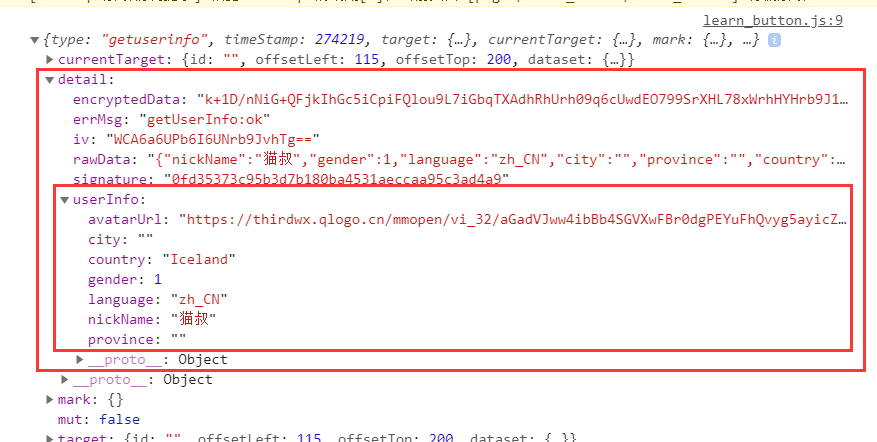 learn_button.js:9
▼{type: "getuserinfo", timeStamp: 274219, target: {…}, currentTarget: {…}, mark: {…}, …} i
▶currentTarget: {id: "", offsetLeft: 115, offsetTop: 200, dataset: {…}}
▼detail:
encryptedData: "k+1D/nNiG+QFjkIhGc5iCpiFQlou9L7iGbqTXAdhRhUrh09q6cUwdEO799SrXHL78xWrhHYHrb9J1…
errMsg: "getUserInfo:ok"
iv: "WCA6a6UPb6I6UNrb9JvhTg=="
rawData: "{"nickName":"猫叔","gender":1,"language":"zh_CN","city":"","province":"","country":…
signature: "0fd35373c95b3d7b180ba4531aeccaa95c3ad4a9"
▼userInfo:
avatarUrl: "https://thirdwx.qlogo.cn/mmopen/vi_32/aGadVJww4ibBb4SGVXwFBr0dgPEYuFhQvyg5ayicZ…
city: ""
country: "Iceland"
gender: 1
language: "zh_CN"
nickName: "猫叔"
province: ""
▶__proto__: Object
▶__proto__: Object
▶mark: {}
mut: false
▶target: {id: "", offsetLeft: 115, offsetTop: 200, dataset: {…}}